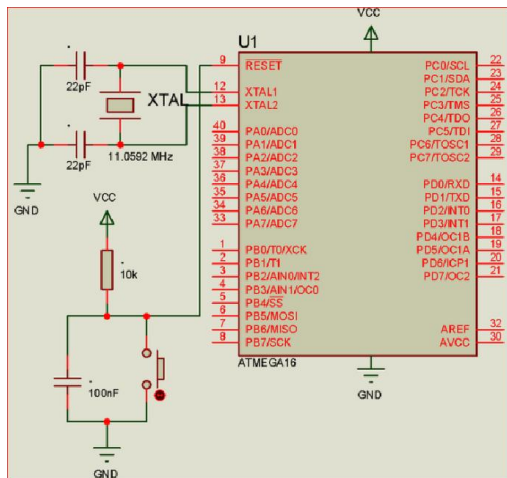 VCC
U1
22pF
XTAL
11.0592 MHz
22pF
GND
VCC
10k
100nF
GND
9 RESET
12 XTAL1
13 XTAL2
40 PA0/ADC0
39 PA1/ADC1
38 PA2/ADC2
37 PA3/ADC3
36 PA4/ADC4
35 PA5/ADC5
34 PA6/ADC6
33 PA7/ADC7
1 PB0/T0/XCK
2 PB1/T1
3 PB2/AIN0/INT2
4 PB3/AIN1/OC0
5 PB4/SS
6 PB5/MOSI
7 PB6/MISO
8 PB7/SCK
PC0/SCL 22
PC1/SDA 23
PC2/TCK 24
PC3/TMS 25
PC4/TDO 26
PC5/TDI 27
PC6/TOSC1 28
PC7/TOSC2 29
PD0/RXD 14
PD1/TXD 15
PD2/INT0 16
PD3/INT1 17
PD4/OC1B 18
PD5/OC1A 19
PD6/ICP1 20
PD7/OC2 21
AREF 32
AVCC 30
ATMEGA16
GND